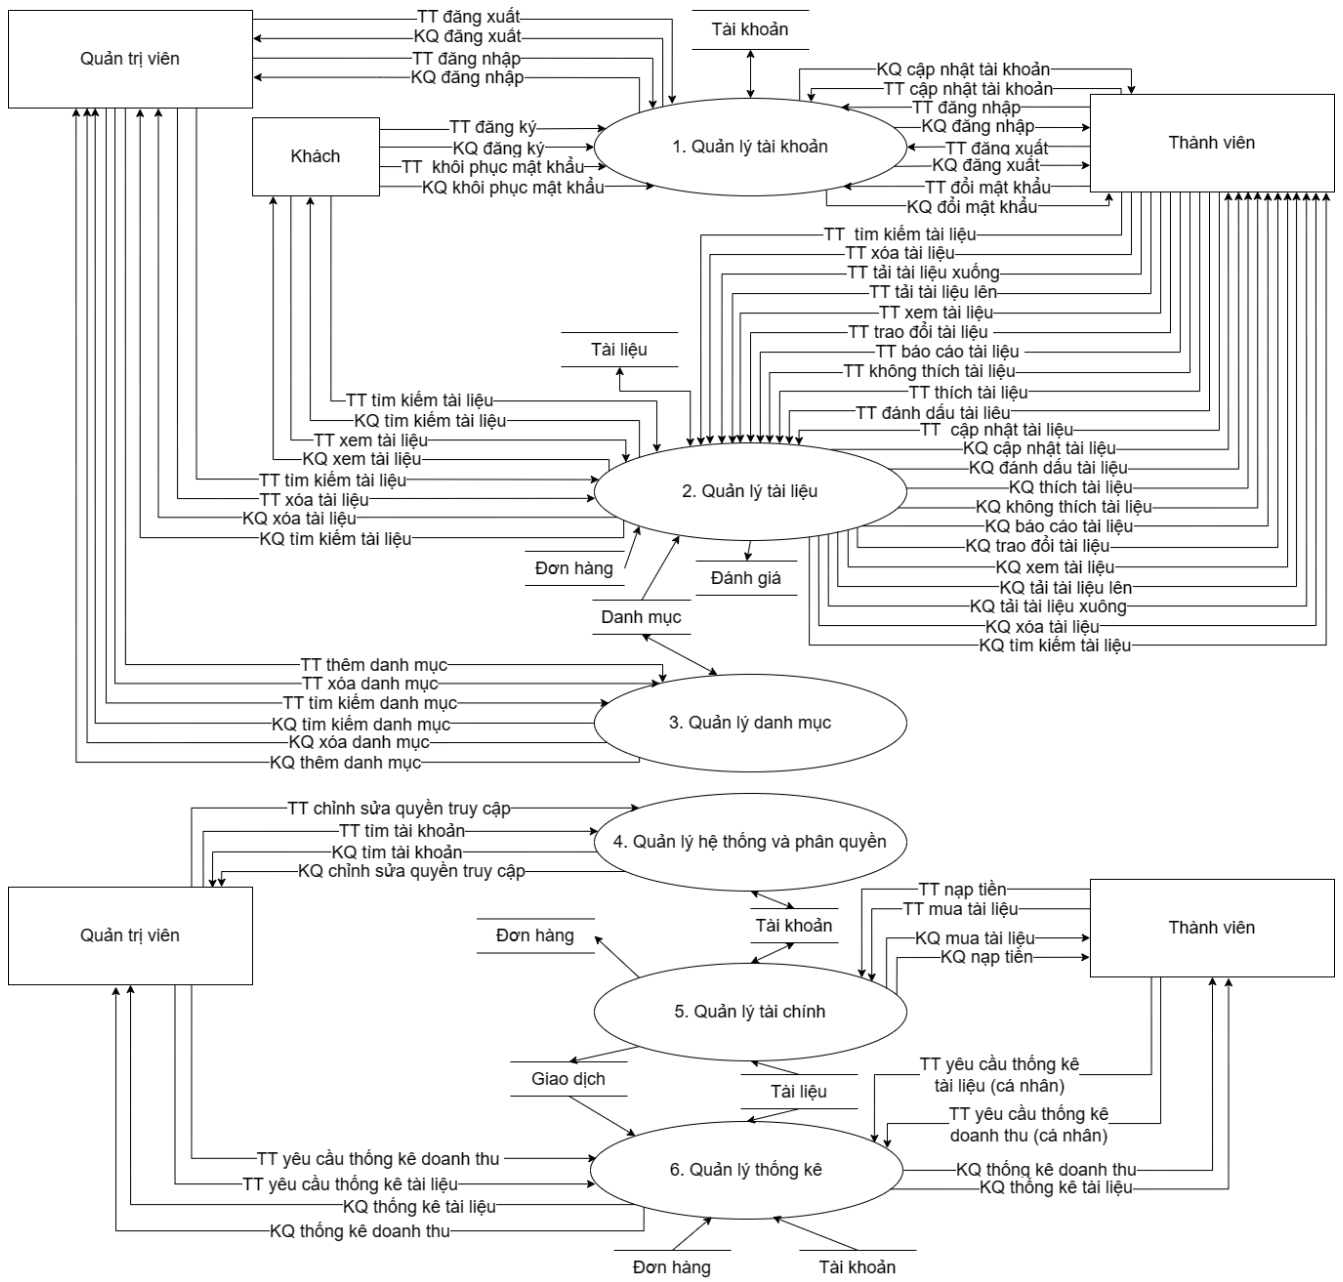 TT đăng xuất
KQ đăng xuất
TT đăng nhập
KQ đăng nhập
Quản trị viên
Tài khoản
KQ cập nhật tài khoản
TT cập nhật tài khoản
TT đăng nhập
KQ đăng nhập
TT đăng xuất
KQ đăng xuất
TT đổi mật khẩu
KQ đổi mật khẩu
Thành viên
Khách
TT đăng ký
KQ đăng ký
TT khôi phục mật khẩu
KQ khôi phục mật khẩu
1. Quản lý tài khoản
TT tìm kiếm tài liệu
TT xóa tài liệu
TT tải tài liệu xuống
TT tải tài liệu lên
TT xem tài liệu
TT trao đổi tài liệu
TT báo cáo tài liệu
TT không thích tài liệu
TT thích tài liệu
TT đánh dấu tài liệu
TT cập nhật tài liệu
Tài liệu
TT tìm kiếm tài liệu
KQ tìm kiếm tài liệu
TT xem tài liệu
KQ xem tài liệu
TT tìm kiếm tài liệu
TT xóa tài liệu
KQ xóa tài liệu
KQ tìm kiếm tài liệu
2. Quản lý tài liệu
KQ cập nhật tài liệu
KQ đánh dấu tài liệu
KQ thích tài liệu
KQ không thích tài liệu
KQ báo cáo tài liệu
KQ trao đổi tài liệu
KQ xem tài liệu
KQ tải tài liệu lên
KQ tải tài liệu xuông
KQ xóa tài liệu
KQ tìm kiếm tài liệu
Đơn hàng
Đánh giá
Danh mục
TT thêm danh mục
TT xóa danh mục
TT tìm kiếm danh mục
KQ tìm kiếm danh mục
KQ xóa danh mục
KQ thêm danh mục
3. Quản lý danh mục
TT chỉnh sửa quyền truy cập
TT tìm tài khoản
KQ tìm tài khoản
KQ chỉnh sửa quyền truy cập
4. Quản lý hệ thống và phân quyền
Quản trị viên
Đơn hàng
Tài khoản
TT nạp tiền
TT mua tài liệu
KQ mua tài liệu
KQ nạp tiền
Thành viên
5. Quản lý tài chính
Giao dịch
Tài liệu
TT yêu cầu thống kê
tài liệu (cá nhân)
TT yêu cầu thống kê
doanh thu (cá nhân)
TT yêu cầu thống kê doanh thu
TT yêu cầu thống kê tài liệu
KQ thống kê tài liệu
KQ thống kê doanh thu
6. Quản lý thống kê
KQ thống kê doanh thu
KQ thống kê tài liệu
Đơn hàng
Tài khoản